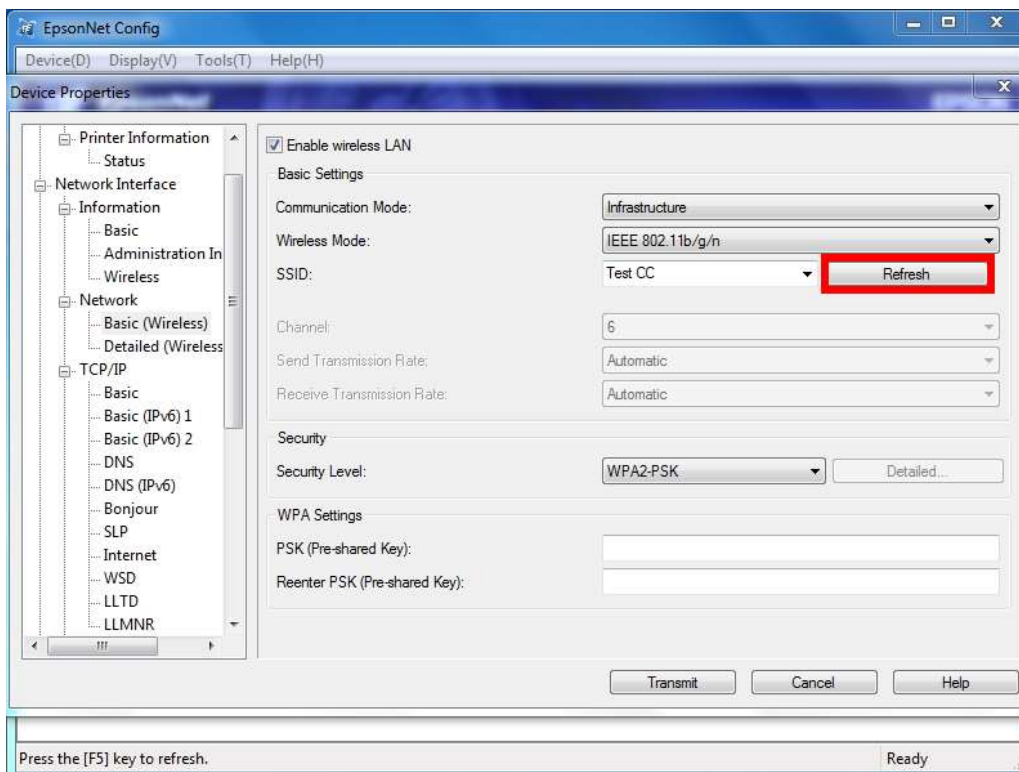 EpsonNet Config
Device(D) Display(V) Tools(T) Help(H)
Device Properties
Printer Information
Status
Network Interface
Information
Basic
Administration In
Wireless
Network
Basic (Wireless)
Detailed (Wireless
TCP/IP
Basic
Basic (IPv6) 1
Basic (IPv6) 2
DNS
DNS (IPv6)
Bonjour
SLP
Internet
WSD
LLTD
LLMNR
Enable wireless LAN
Basic Settings
Communication Mode: Infrastructure
Wireless Mode: IEEE 802.11b/g/n
SSID: Test CC Refresh
Channel: 6
Send Transmission Rate: Automatic
Receive Transmission Rate: Automatic
Security
Security Level: WPA2-PSK Detailed...
WPA Settings
PSK (Pre-shared Key):
Reenter PSK (Pre-shared Key):
Transmit Cancel Help
Press the [F5] key to refresh. Ready